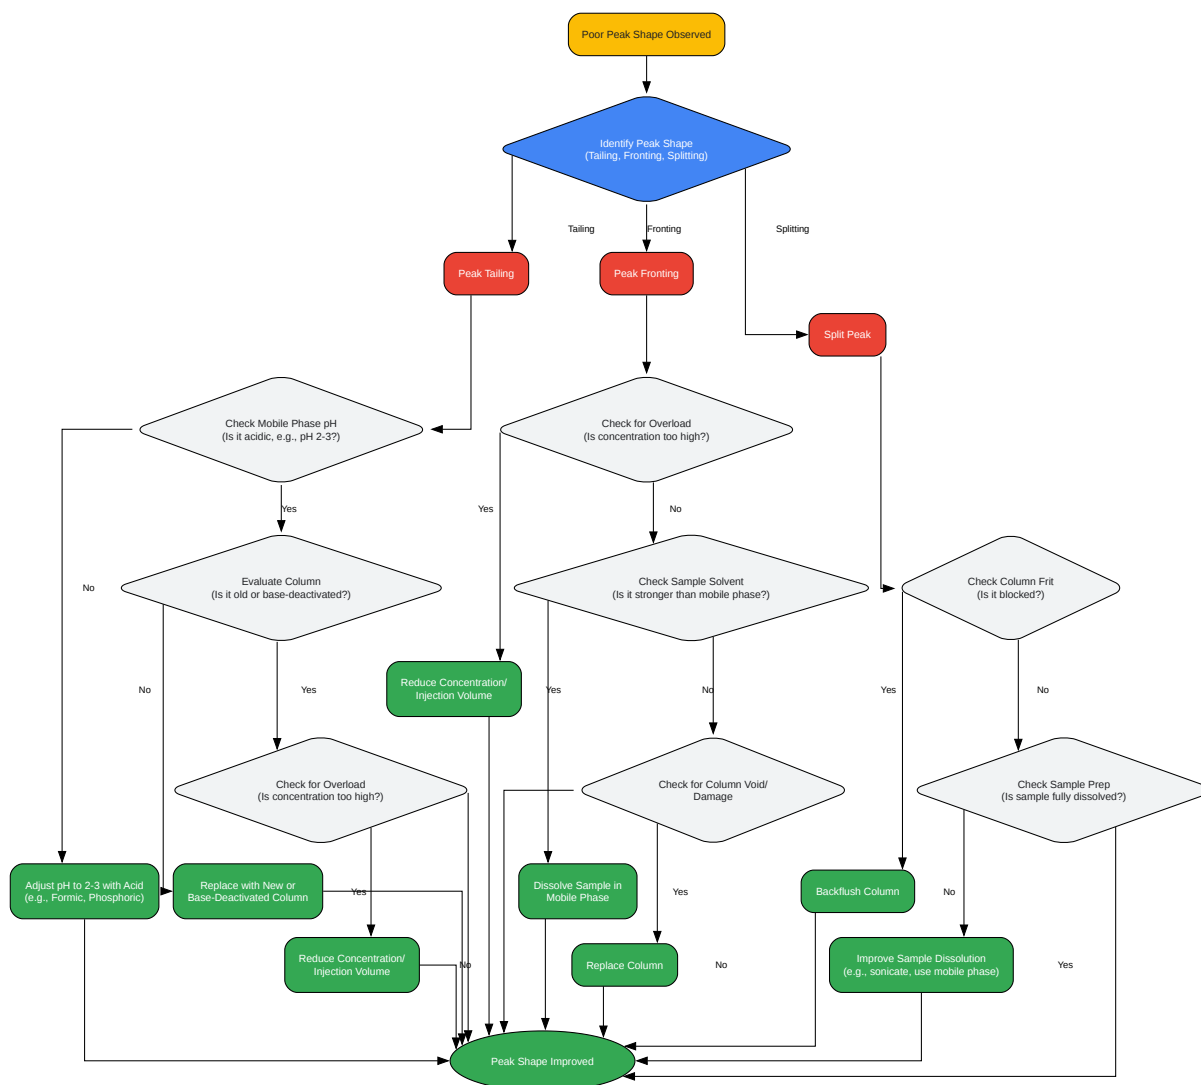 Poor Peak Shape Observed
Identify Peak Shape
(Tailing, Fronting, Splitting)
Tailing
Fronting
Splitting
Peak Tailing
Peak Fronting
Split Peak
Check Mobile Phase pH
(Is it acidic, e.g., pH 2-3?)
Check for Overload
(Is concentration too high?)
Yes
Yes
No
No
Evaluate Column
(Is it old or base-deactivated?)
Check Sample Solvent
(Is it stronger than mobile phase?)
Check Column Frit
(Is it blocked?)
No
Yes
Reduce Concentration/
Injection Volume
Yes
No
Yes
No
Check for Overload
(Is concentration too high?)
Check for Column Void/
Damage
Check Sample Prep
(Is sample fully dissolved?)
Adjust pH to 2-3 with Acid
(e.g., Formic, Phosphoric)
Replace with New or
Base-Deactivated Column
Yes
Dissolve Sample in
Mobile Phase
Yes
Backflush Column
No
Reduce Concentration/
Injection Volume
No
Replace Column
No
Improve Sample Dissolution
(e.g., sonicate, use mobile phase)
Yes
Peak Shape Improved